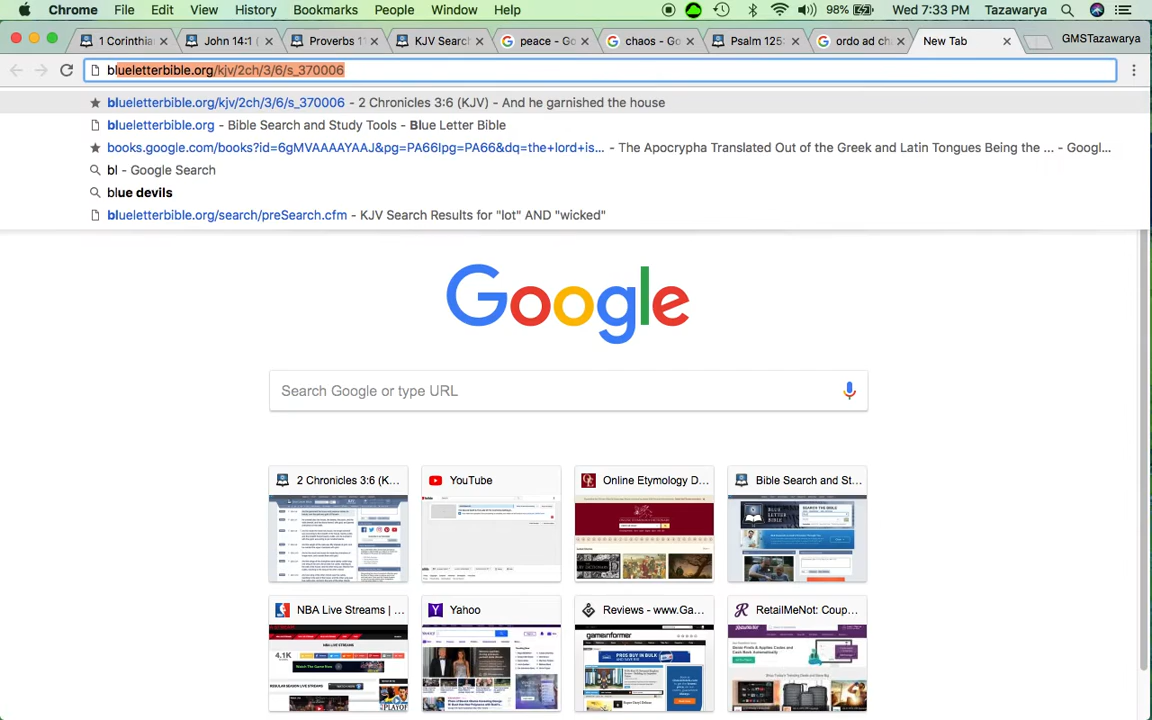 Chrome File Edit View History Bookmarks People Window Help 98% Wed 7:33 PM Tazawarya
1 Corinthia John 14:1 ( Proverbs 1 KJV Searc peace - Go chaos - Go Psalm 125: ordo ad ch New Tab GMSTazawarya
blueletterbible.org/kjv/2ch/3/6/s_370006
blueletterbible.org/kjv/2ch/3/6/s_370006 - 2 Chronicles 3:6 (KJV) - And he garnished the house
blueletterbible.org - Bible Search and Study Tools - Blue Letter Bible
books.google.com/books?id=6gMVAAAAYAAJ&pg=PA66lpg=PA66&dq=the+lord+is... - The Apocrypha Translated Out of the Greek and Latin Tongues Being the ... - Googl...
bl - Google Search
blue devils
blueletterbible.org/search/preSearch.cfm - KJV Search Results for "lot" AND "wicked"
Google
Search Google or type URL
2 Chronicles 3:6 (K... YouTube Online Etymology D... Bible Search and St...
NBA Live Streams | ... Yahoo Reviews - www.Ga... RetailMeNot: Coup...